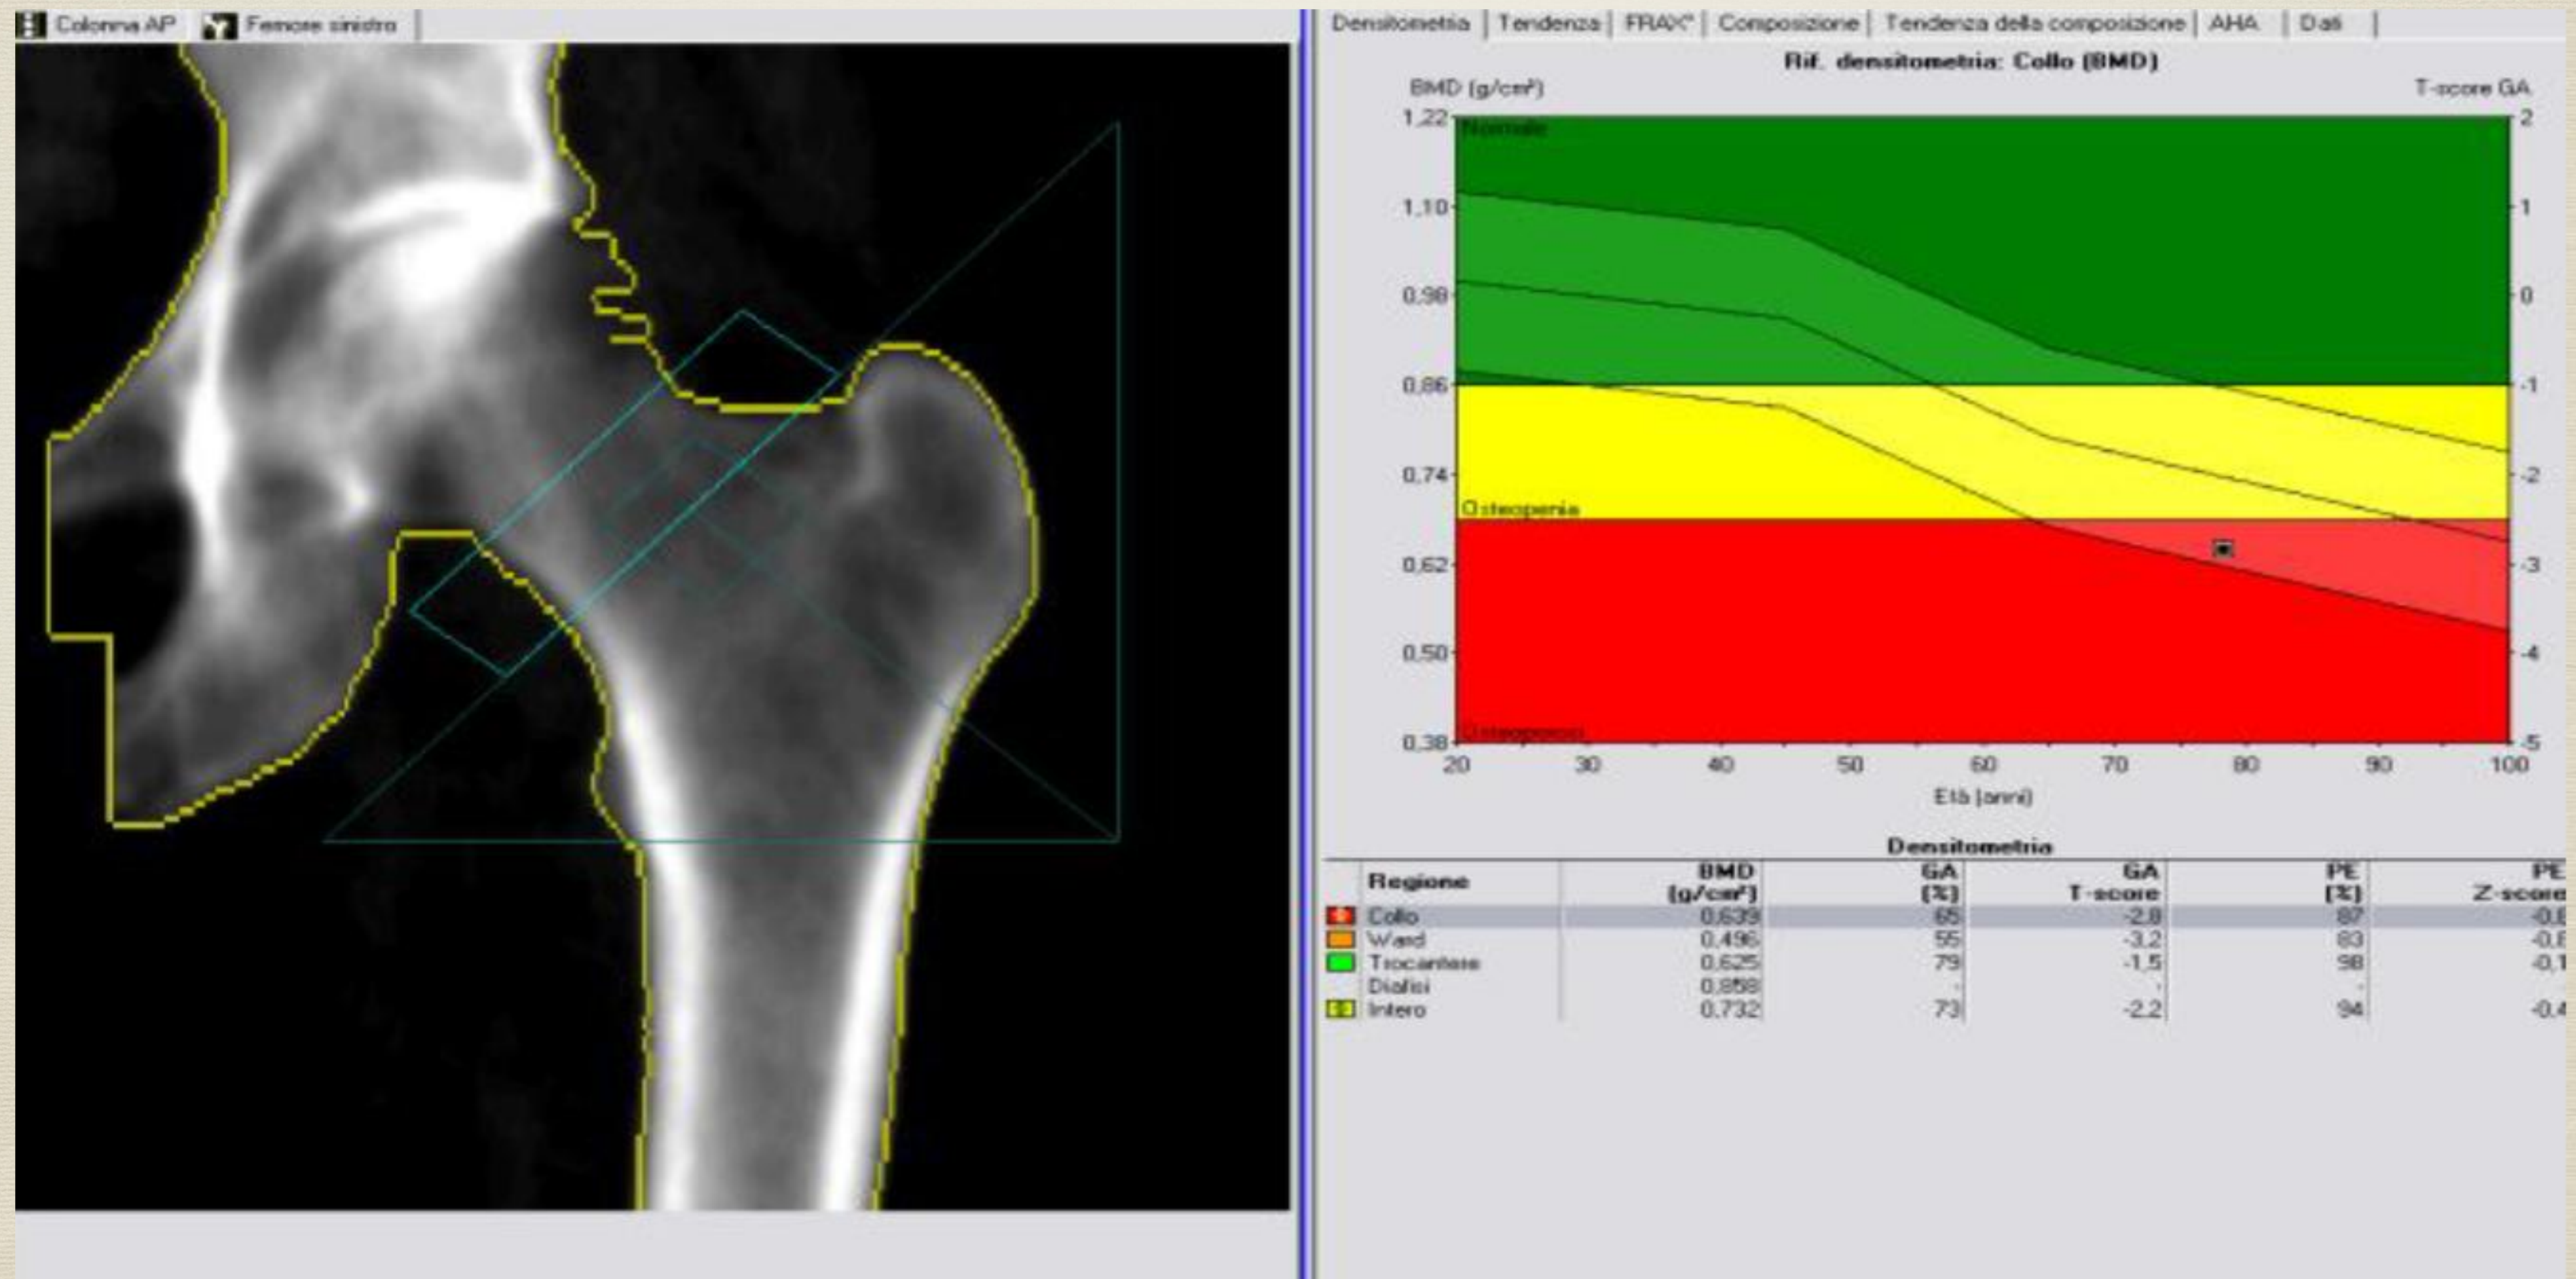 Colonna AP Femore sinistro
Densitometria Tendenza FRAX® Composizione Tendenza della composizione AHA Dati
Rif. densitometria: Collo (BMD)
BMD (g/cm²) T-score GA
1,22 2
Normale
1,10 1
0,98 0
0,86 -1
0,74 -2
Osteopenia
0,62 -3
0,50 -4
Osteoporosi
0,38 -5
20 30 40 50 60 70 80 90 100
Età (anni)
Densitometria
Regione BMD (g/cm²) GA (%) GA T-score PE (%) PE Z-score
Collo 0,639 65 -2,8 87
Ward 0,496 55 -3,2 83
Trocantere 0,625 79 -1,5 98 -0,1
Diafisi 0,858 - - -
Intero 0,732 73 -2,2 94 -0,4